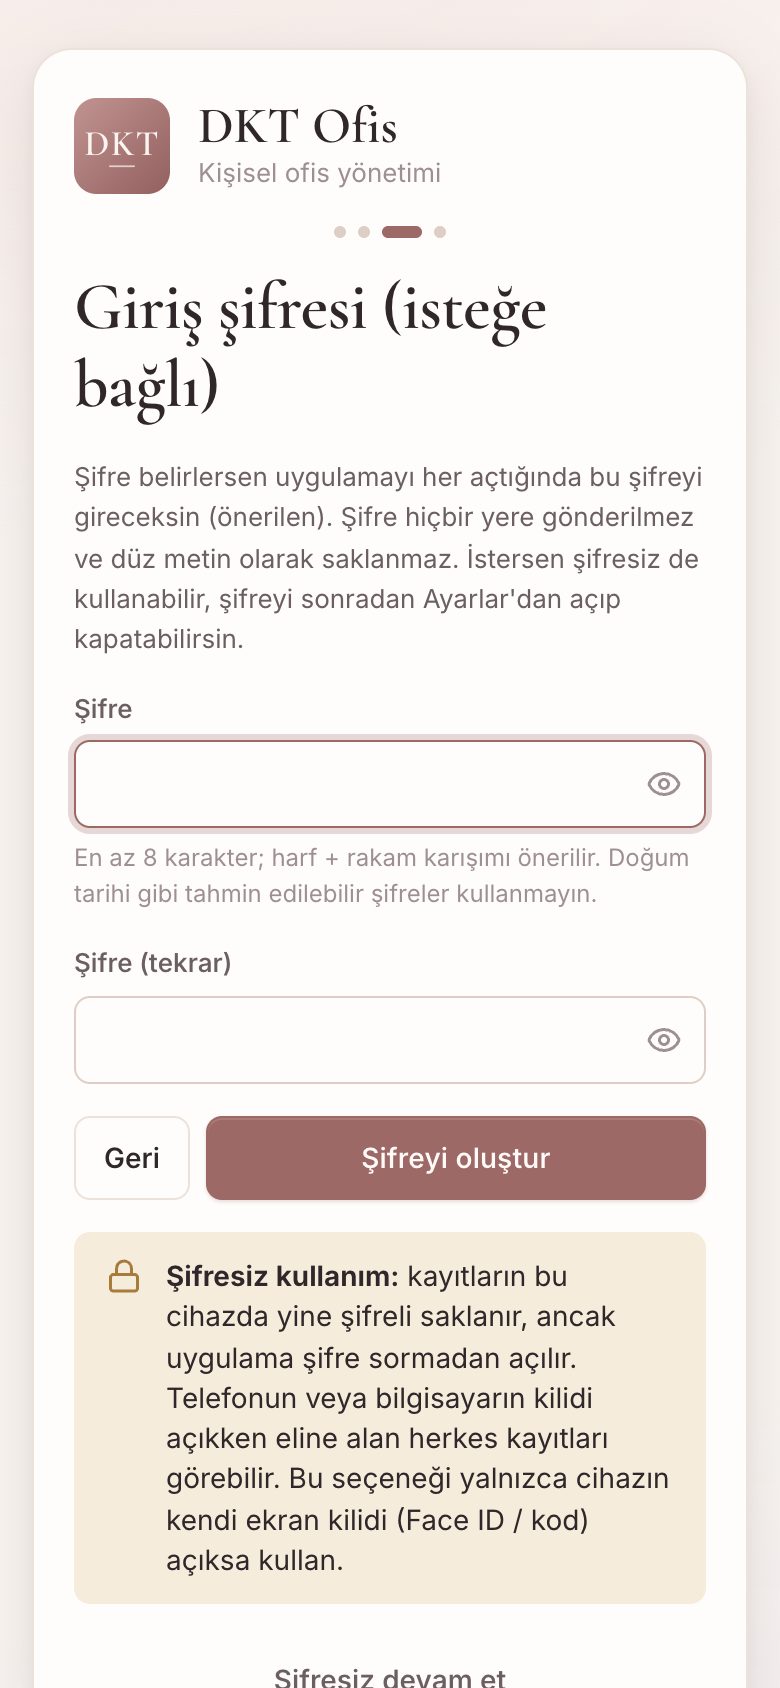 DKT
DKT Ofis
Kişisel ofis yönetimi
Giriş şifresi (isteğe
bağlı)
Şifre belirlersen uygulamayı her açtığında bu şifreyi
gireceksin (önerilen). Şifre hiçbir yere gönderilmez
ve düz metin olarak saklanmaz. İstersen şifresiz de
kullanabilir, şifreyi sonradan Ayarlar'dan açıp
kapatabilirsin.
Şifre
En az 8 karakter; harf + rakam karışımı önerilir. Doğum
tarihi gibi tahmin edilebilir şifreler kullanmayın.
Şifre (tekrar)
Geri
Şifreyi oluştur
Şifresiz kullanım: kayıtların bu
cihazda yine şifreli saklanır, ancak
uygulama şifre sormadan açılır.
Telefonun veya bilgisayarın kilidi
açıkken eline alan herkes kayıtları
görebilir. Bu seçeneği yalnızca cihazın
kendi ekran kilidi (Face ID / kod)
açıksa kullan.
Şifresiz devam et